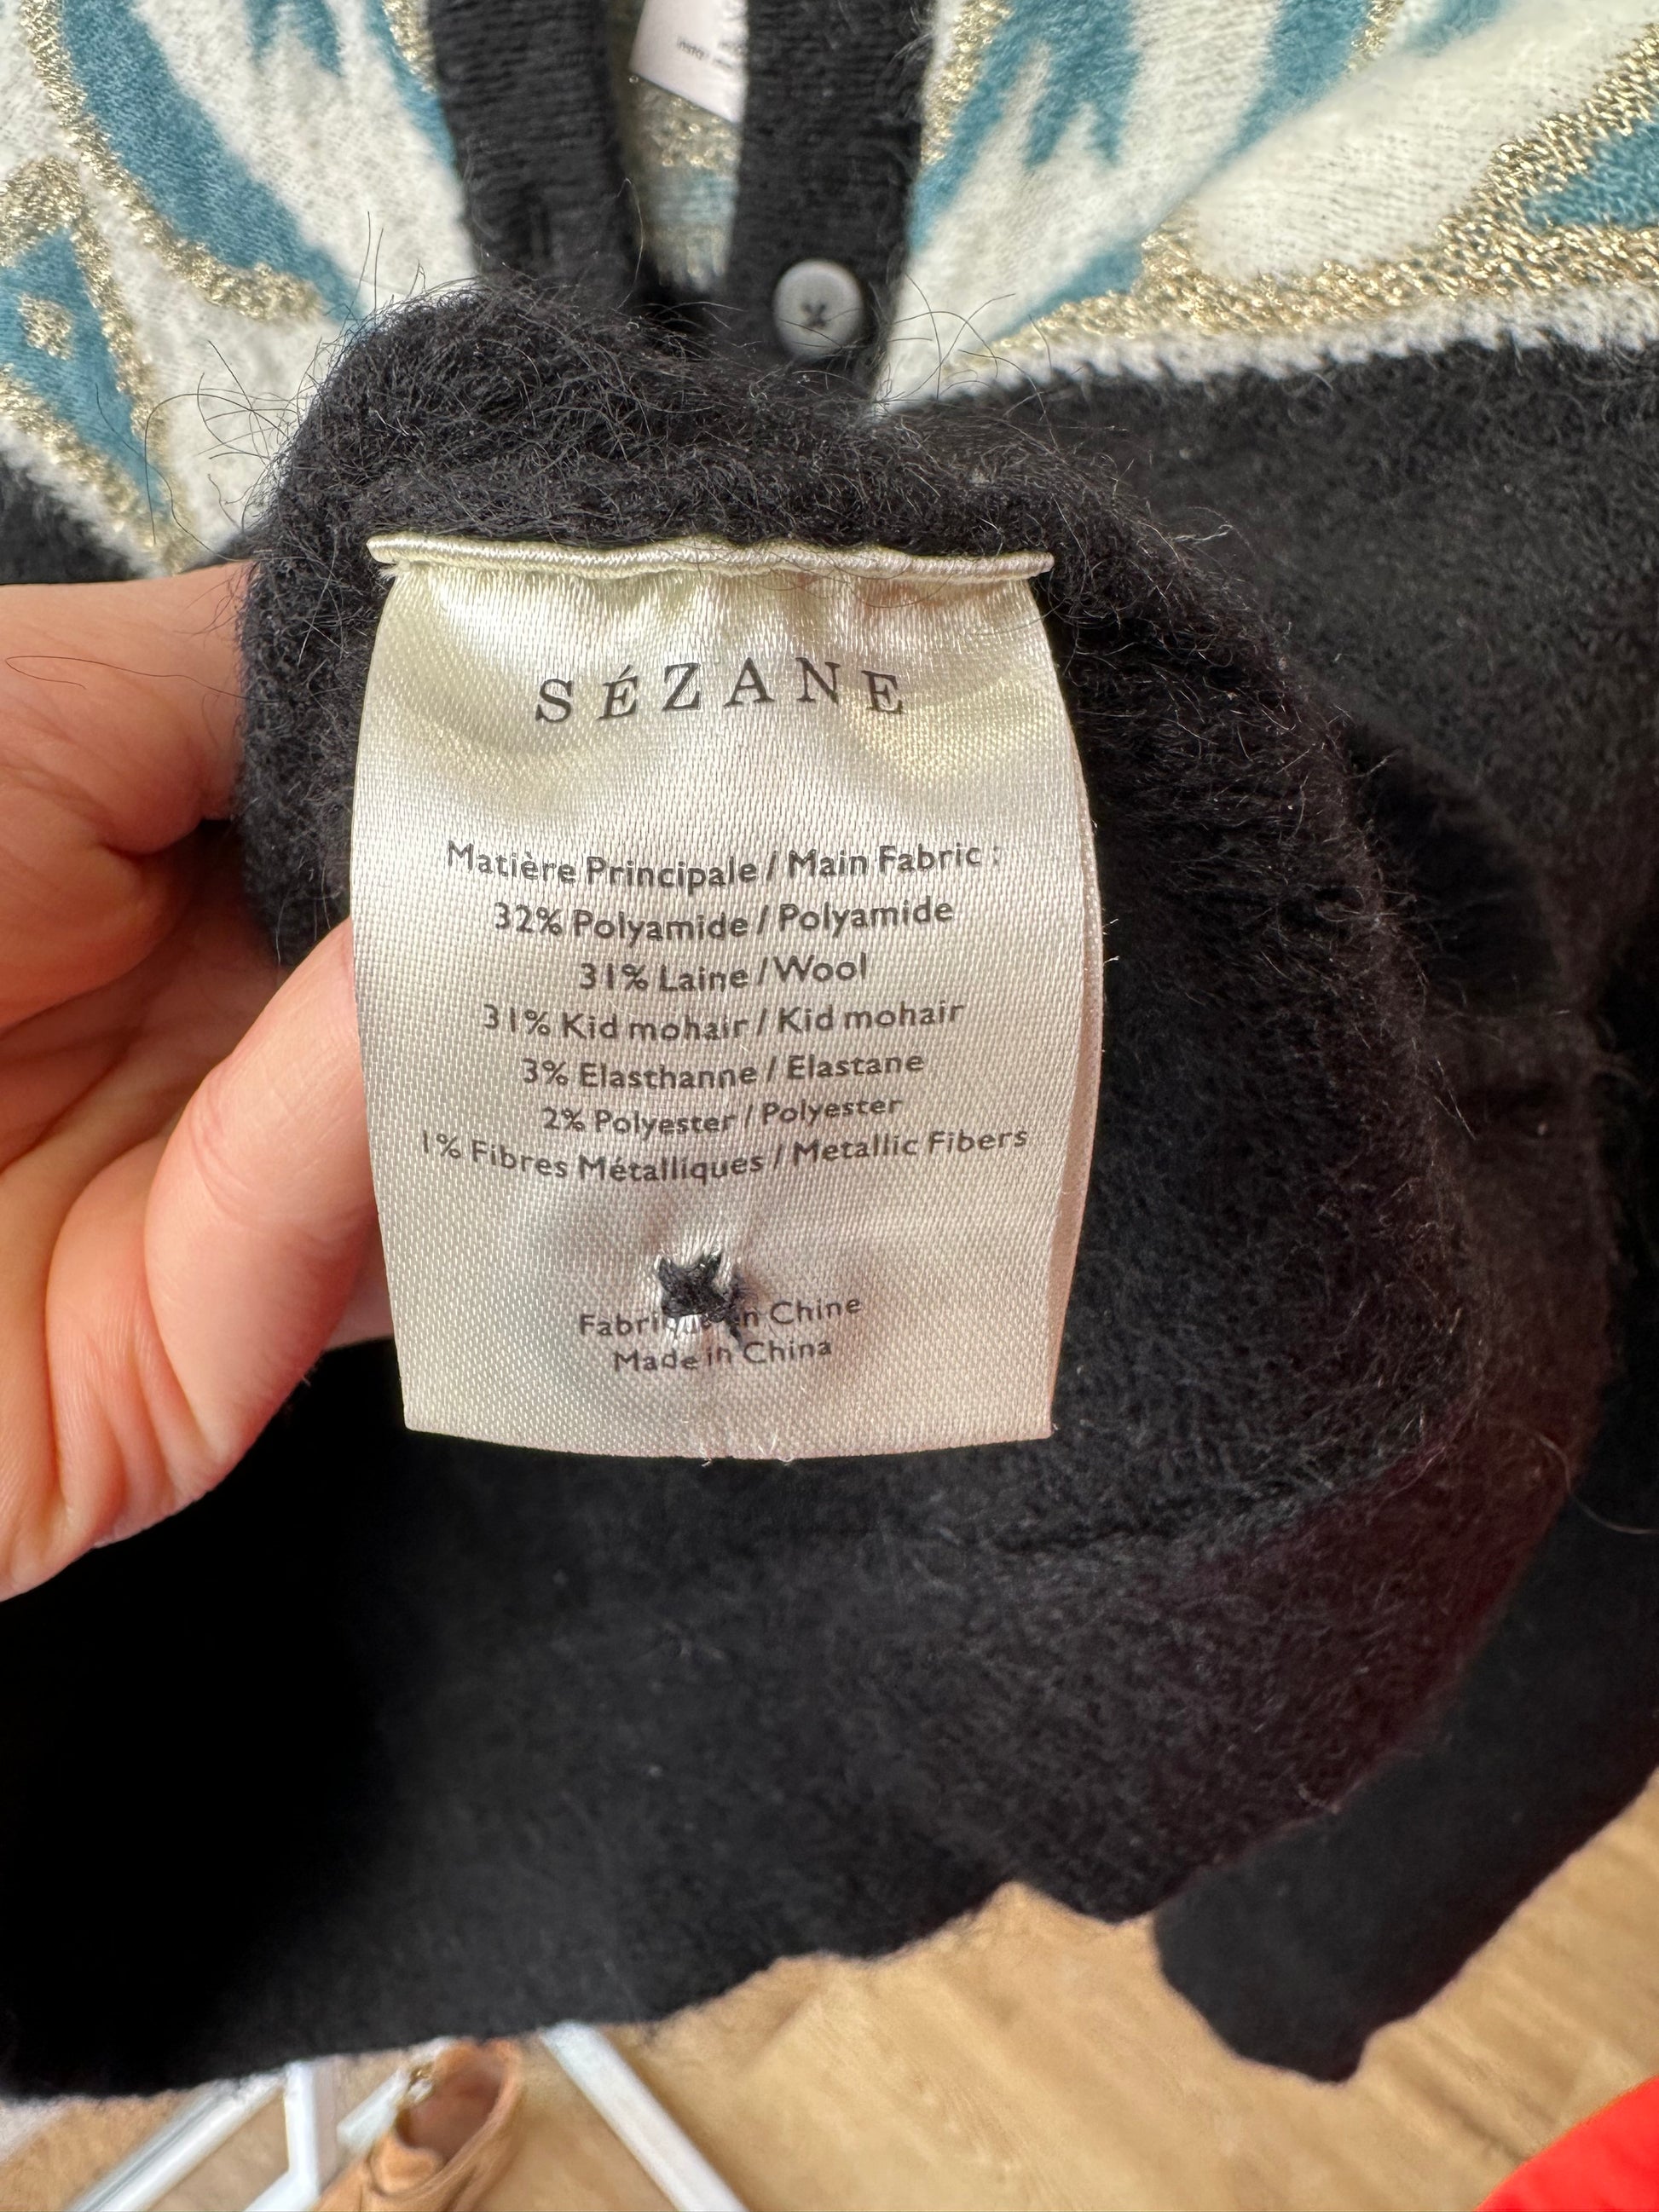 SÉZANE
Matière Principale / Main Fabric :
32% Polyamide / Polyamide
31% Laine / Wool
31% Kid mohair / Kid mohair
3% Elasthanne / Elastane
2% Polyester / Polyester
1% Fibres Métalliques / Metallic Fibers
Chine
Made in China